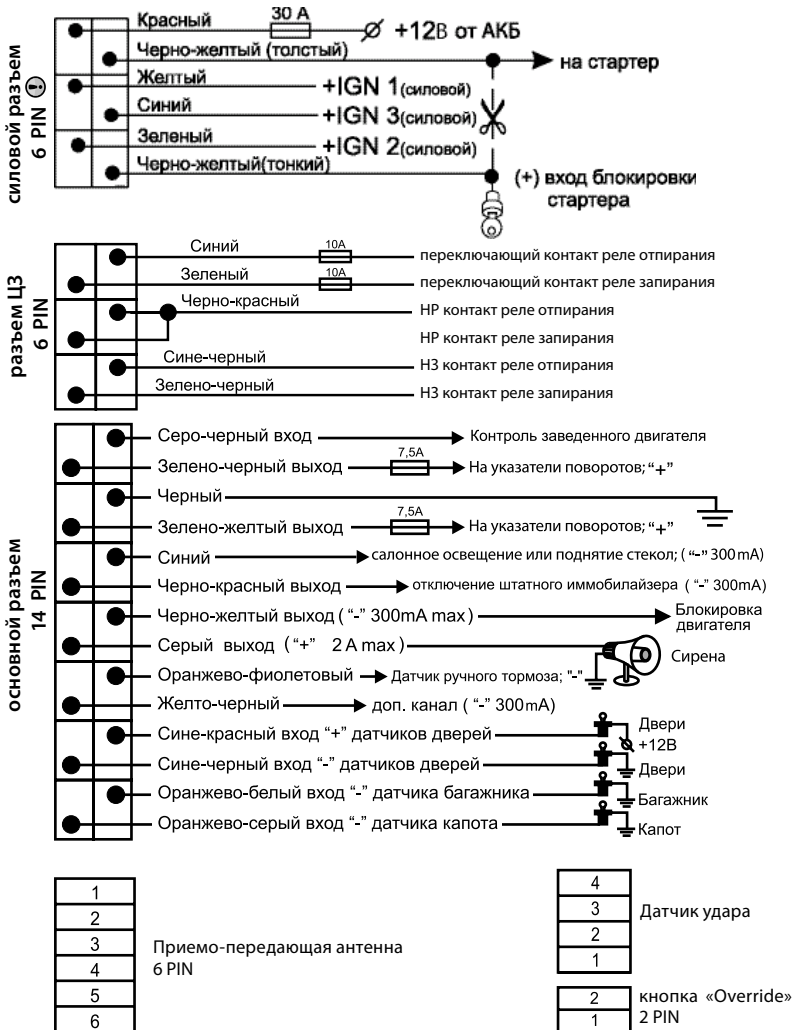 силовой разъем
6 PIN !
Красный 30 А +12В от АКБ
Черно-желтый (толстый) на стартер
Желтый +IGN 1(силовой)
Синий +IGN 3(силовой)
Зеленый +IGN 2(силовой)
Черно-желтый(тонкий) (+) вход блокировки
стартера
разъем ЦЗ
6 PIN
Синий 10А переключающий контакт реле отпирания
Зеленый 10А переключающий контакт реле запирания
Черно-красный НР контакт реле отпирания
НР контакт реле запирания
Сине-черный НЗ контакт реле отпирания
Зелено-черный НЗ контакт реле запирания
основной разъем
14 PIN
Серо-черный вход Контроль заведенного двигателя
Зелено-черный выход 7,5А На указатели поворотов; “+”
Черный
Зелено-желтый выход 7,5А На указатели поворотов; “+”
Синий салонное освещение или поднятие стекол; ( “-” 300mA)
Черно-красный выход отключение штатного иммобилайзера ( “-” 300mA)
Черно-желтый выход ( “-” 300mA max) Блокировка
двигателя
Серый выход ( “+” 2 A max ) Сирена
Оранжево-фиолетовый Датчик ручного тормоза; "-"
Желто-черный доп. канал ( “-” 300mA)
Сине-красный вход “+” датчиков дверей Двери
+12В
Сине-черный вход “-” датчиков дверей Двери
Оранжево-белый вход “-” датчика багажника Багажник
Оранжево-серый вход “-” датчика капота Капот
1
2
3
4
5
6
Приемо-передающая антенна
6 PIN
4
3
2
1
Датчик удара
2
1
кнопка «Override»
2 PIN